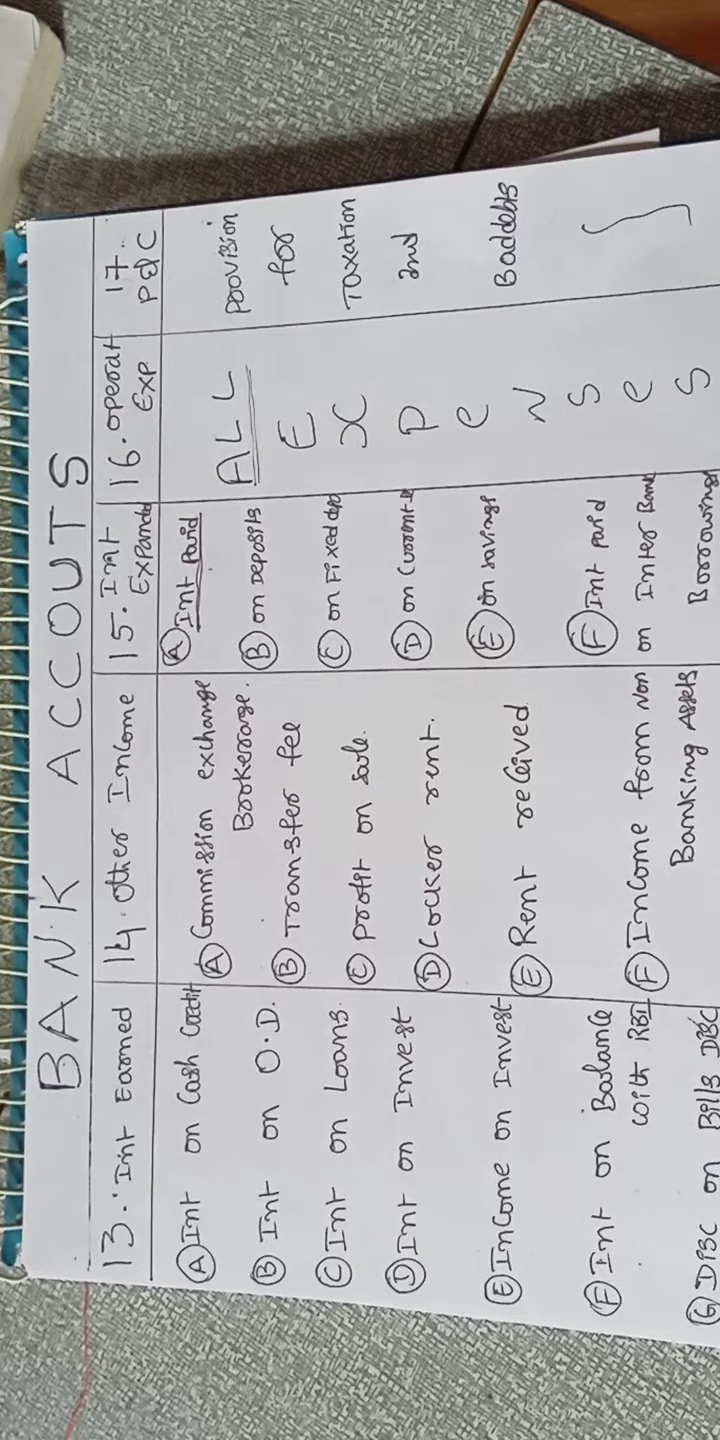 BANK ACCOUTS
13. Int Earned
14. Other Income
15. Int Expanded
16. Operat Exp
17. P&C
(A) Int on Cash Credit
(B) Int on O.D.
(C) Int on Loans.
(D) Int on Invest
(E) Income on Invest
(F) Int on Balance
with RBI
(G) Disc on Bills DBC
(A) Commission exchange
Brokerage.
(B) Transfer fee
(C) Profit on sale.
(D) Locker rent.
(E) Rent received
(F) Income from Non
Banking Assets
(A) Int paid
(B) on Deposits
(C) on Fixed dep
(D) on Current
(E) on savings
(F) Int paid
on Inter Bank
Borrowings
ALL
E
X
P
e
N
S
e
S
provision
for
Taxation
and
Baddebts